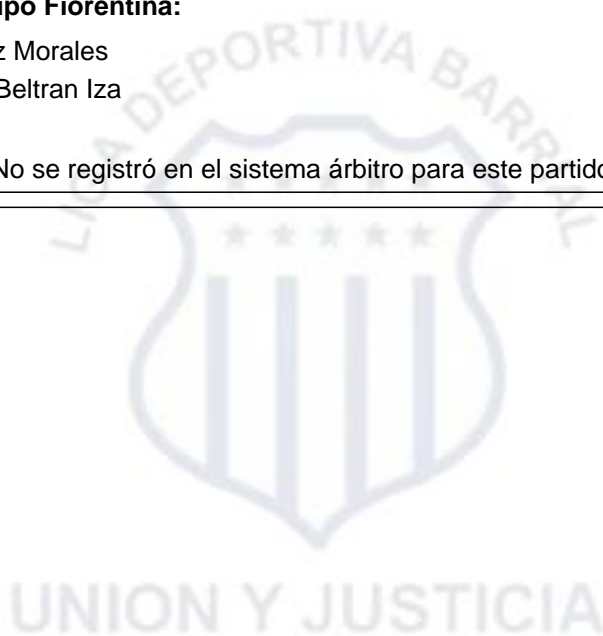 ipo Fiorentina:
z Morales
Beltran Iza
No se registró en el sistema árbitro para este partido
LIGA DEPORTIVA BARRIAL
UNION Y JUSTICIA